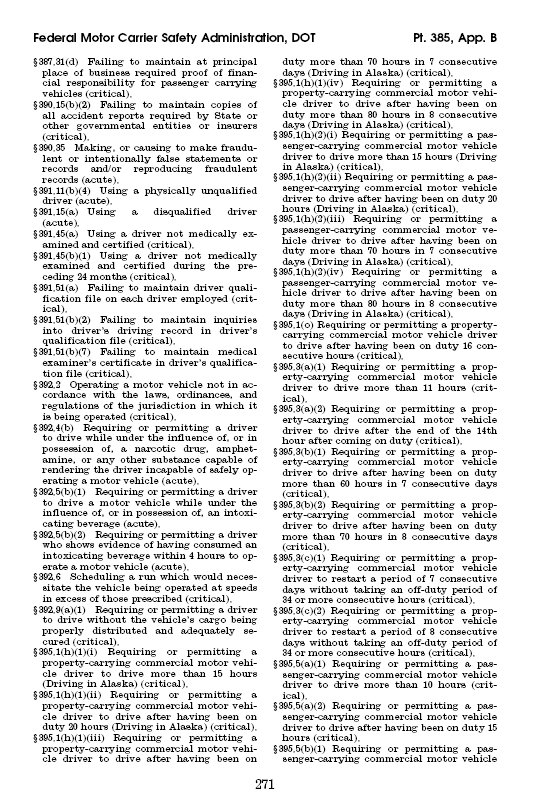 Federal Motor Carrier Safety Administration, DOT
Pt. 385, App. B
§387.31(d) Failing to maintain at principal
place of business required proof of finan-
cial responsibility for passenger carrying
vehicles (critical).
§390.15(b)(2) Failing to maintain copies of
all accident reports required by State or
other governmental entities or insurers
(critical).
§390.35 Making, or causing to make fraudu-
lent or intentionally false statements or
records and/or reproducing fraudulent
records (acute).
§391.11(b)(4) Using a physically unqualified
driver (acute).
§391.15(a) Using a disqualified driver
(acute).
§391.45(a) Using a driver not medically ex-
amined and certified (critical).
§391.45(b)(1) Using a driver not medically
examined and certified during the pre-
ceding 24 months (critical).
§391.51(a) Failing to maintain driver quali-
fication file on each driver employed (crit-
ical).
§391.51(b)(2) Failing to maintain inquiries
into driver's driving record in driver's
qualification file (critical).
§391.51(b)(7) Failing to maintain medical
examiner's certificate in driver's qualifica-
tion file (critical).
§392.2 Operating a motor vehicle not in ac-
cordance with the laws, ordinances, and
regulations of the jurisdiction in which it
is being operated (critical).
§392.4(b) Requiring or permitting a driver
to drive while under the influence of, or in
possession of, a narcotic drug, amphet-
amine, or any other substance capable of
rendering the driver incapable of safely op-
erating a motor vehicle (acute).
§392.5(b)(1) Requiring or permitting a driver
to drive a motor vehicle while under the
influence of, or in possession of, an intoxi-
cating beverage (acute).
§392.5(b)(2) Requiring or permitting a driver
who shows evidence of having consumed an
intoxicating beverage within 4 hours to op-
erate a motor vehicle (acute).
§392.6 Scheduling a run which would neces-
sitate the vehicle being operated at speeds
in excess of those prescribed (critical).
§392.9(a)(1) Requiring or permitting a driver
to drive without the vehicle's cargo being
properly distributed and adequately se-
cured (critical).
§395.1(h)(1)(i) Requiring or permitting a
property-carrying commercial motor vehi-
cle driver to drive more than 15 hours
(Driving in Alaska) (critical).
§395.1(h)(1)(ii) Requiring or permitting a
property-carrying commercial motor vehi-
cle driver to drive after having been on
duty 20 hours (Driving in Alaska) (critical).
§395.1(h)(1)(iii) Requiring or permitting a
property-carrying commercial motor vehi-
cle driver to drive after having been on
duty more than 70 hours in 7 consecutive
days (Driving in Alaska) (critical).
§395.1(h)(1)(iv) Requiring or permitting a
property-carrying commercial motor vehi-
cle driver to drive after having been on
duty more than 80 hours in 8 consecutive
days (Driving in Alaska) (critical).
§395.1(h)(2)(i) Requiring or permitting a pas-
senger-carrying commercial motor vehicle
driver to drive more than 15 hours (Driving
in Alaska) (critical).
§395.1(h)(2)(ii) Requiring or permitting a pas-
senger-carrying commercial motor vehicle
driver to drive after having been on duty 20
hours (Driving in Alaska) (critical).
§395.1(h)(2)(iii) Requiring or permitting a
passenger-carrying commercial motor ve-
hicle driver to drive after having been on
duty more than 70 hours in 7 consecutive
days (Driving in Alaska) (critical).
§395.1(h)(2)(iv) Requiring or permitting a
passenger-carrying commercial motor ve-
hicle driver to drive after having been on
duty more than 80 hours in 8 consecutive
days (Driving in Alaska) (critical).
§395.1(o) Requiring or permitting a property-
carrying commercial motor vehicle driver
to drive after having been on duty 16 con-
secutive hours (critical).
§395.3(a)(1) Requiring or permitting a prop-
erty-carrying commercial motor vehicle
driver to drive more than 11 hours (crit-
ical).
§395.3(a)(2) Requiring or permitting a prop-
erty-carrying commercial motor vehicle
driver to drive after the end of the 14th
hour after coming on duty (critical).
§395.3(b)(1) Requiring or permitting a prop-
erty-carrying commercial motor vehicle
driver to drive after having been on duty
more than 60 hours in 7 consecutive days
(critical).
§395.3(b)(2) Requiring or permitting a prop-
erty-carrying commercial motor vehicle
driver to drive after having been on duty
more than 70 hours in 8 consecutive days
(critical).
§395.3(c)(1) Requiring or permitting a prop-
erty-carrying commercial motor vehicle
driver to restart a period of 7 consecutive
days without taking an off-duty period of
34 or more consecutive hours (critical).
§395.3(c)(2) Requiring or permitting a prop-
erty-carrying commercial motor vehicle
driver to restart a period of 8 consecutive
days without taking an off-duty period of
34 or more consecutive hours (critical).
§395.5(a)(1) Requiring or permitting a pas-
senger-carrying commercial motor vehicle
driver to drive more than 10 hours (crit-
ical).
§395.5(a)(2) Requiring or permitting a pas-
senger-carrying commercial motor vehicle
driver to drive after having been on duty 15
hours (critical).
§395.5(b)(1) Requiring or permitting a pas-
senger-carrying commercial motor vehicle
271